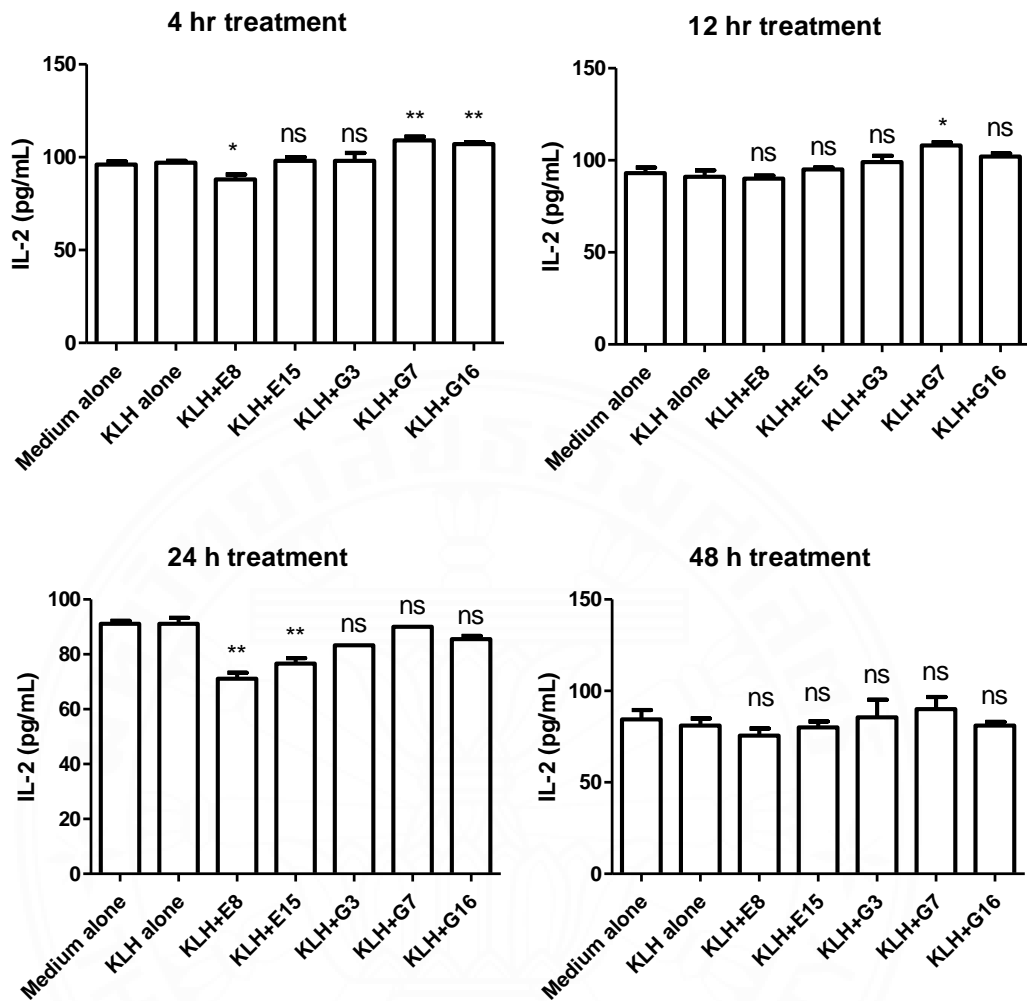 4 hr treatment
IL-2 (pg/mL)
150
100
50
0
* ns ns ** **
Medium alone
KLH alone
KLH+E8
KLH+E15
KLH+G3
KLH+G7
KLH+G16
12 hr treatment
IL-2 (pg/mL)
150
100
50
0
ns ns ns * ns
Medium alone
KLH alone
KLH+E8
KLH+E15
KLH+G3
KLH+G7
KLH+G16
24 h treatment
IL-2 (pg/mL)
100
80
60
40
20
0
** ** ns ns ns
Medium alone
KLH alone
KLH+E8
KLH+E15
KLH+G3
KLH+G7
KLH+G16
48 h treatment
IL-2 (pg/mL)
150
100
50
0
ns ns ns ns ns
Medium alone
KLH alone
KLH+E8
KLH+E15
KLH+G3
KLH+G7
KLH+G16